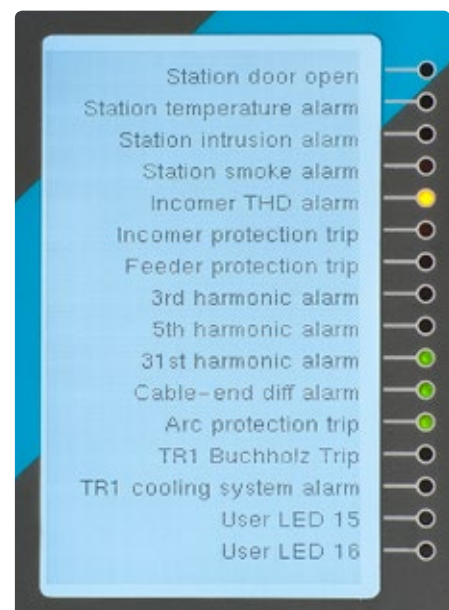 Station door open
Station temperature alarm
Station intrusion alarm
Station smoke alarm
Incomer THD alarm
Incomer protection trip
Feeder protection trip
3rd harmonic alarm
5th harmonic alarm
31st harmonic alarm
Cable-end diff alarm
Arc protection trip
TR1 Buchholz Trip
TR1 cooling system alarm
User LED 15
User LED 16